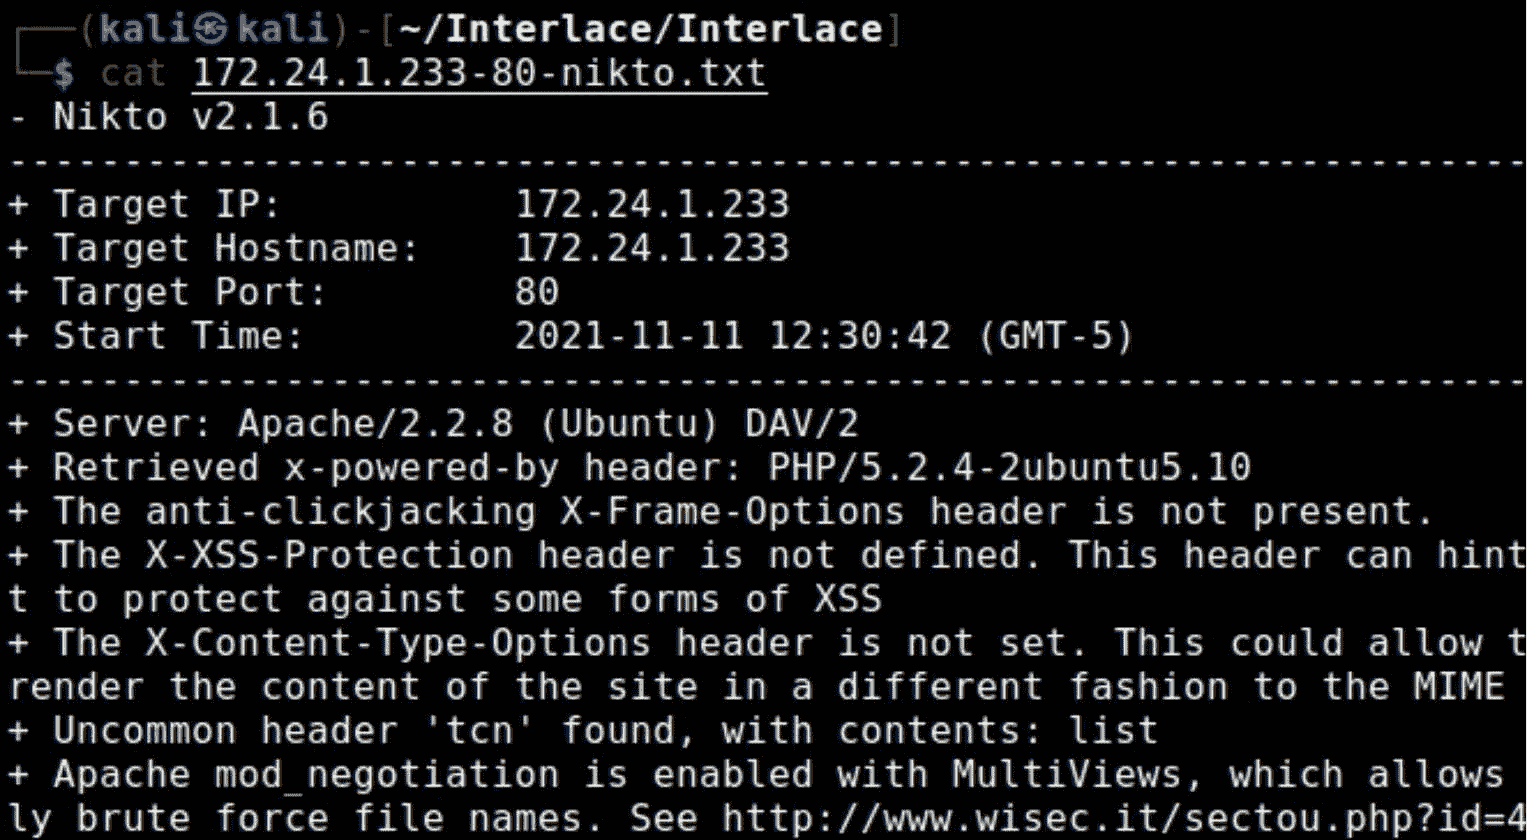 (kali㉿kali)-[~/Interlace/Interlace]
$ cat 172.24.1.233-80-nikto.txt
- Nikto v2.1.6
---------------------------------------------------------------------------
+ Target IP:          172.24.1.233
+ Target Hostname:    172.24.1.233
+ Target Port:        80
+ Start Time:         2021-11-11 12:30:42 (GMT-5)
---------------------------------------------------------------------------
+ Server: Apache/2.2.8 (Ubuntu) DAV/2
+ Retrieved x-powered-by header: PHP/5.2.4-2ubuntu5.10
+ The anti-clickjacking X-Frame-Options header is not present.
+ The X-XSS-Protection header is not defined. This header can hint
t to protect against some forms of XSS
+ The X-Content-Type-Options header is not set. This could allow t
render the content of the site in a different fashion to the MIME
+ Uncommon header 'tcn' found, with contents: list
+ Apache mod_negotiation is enabled with MultiViews, which allows
ly brute force file names. See http://www.wisec.it/sectou.php?id=4